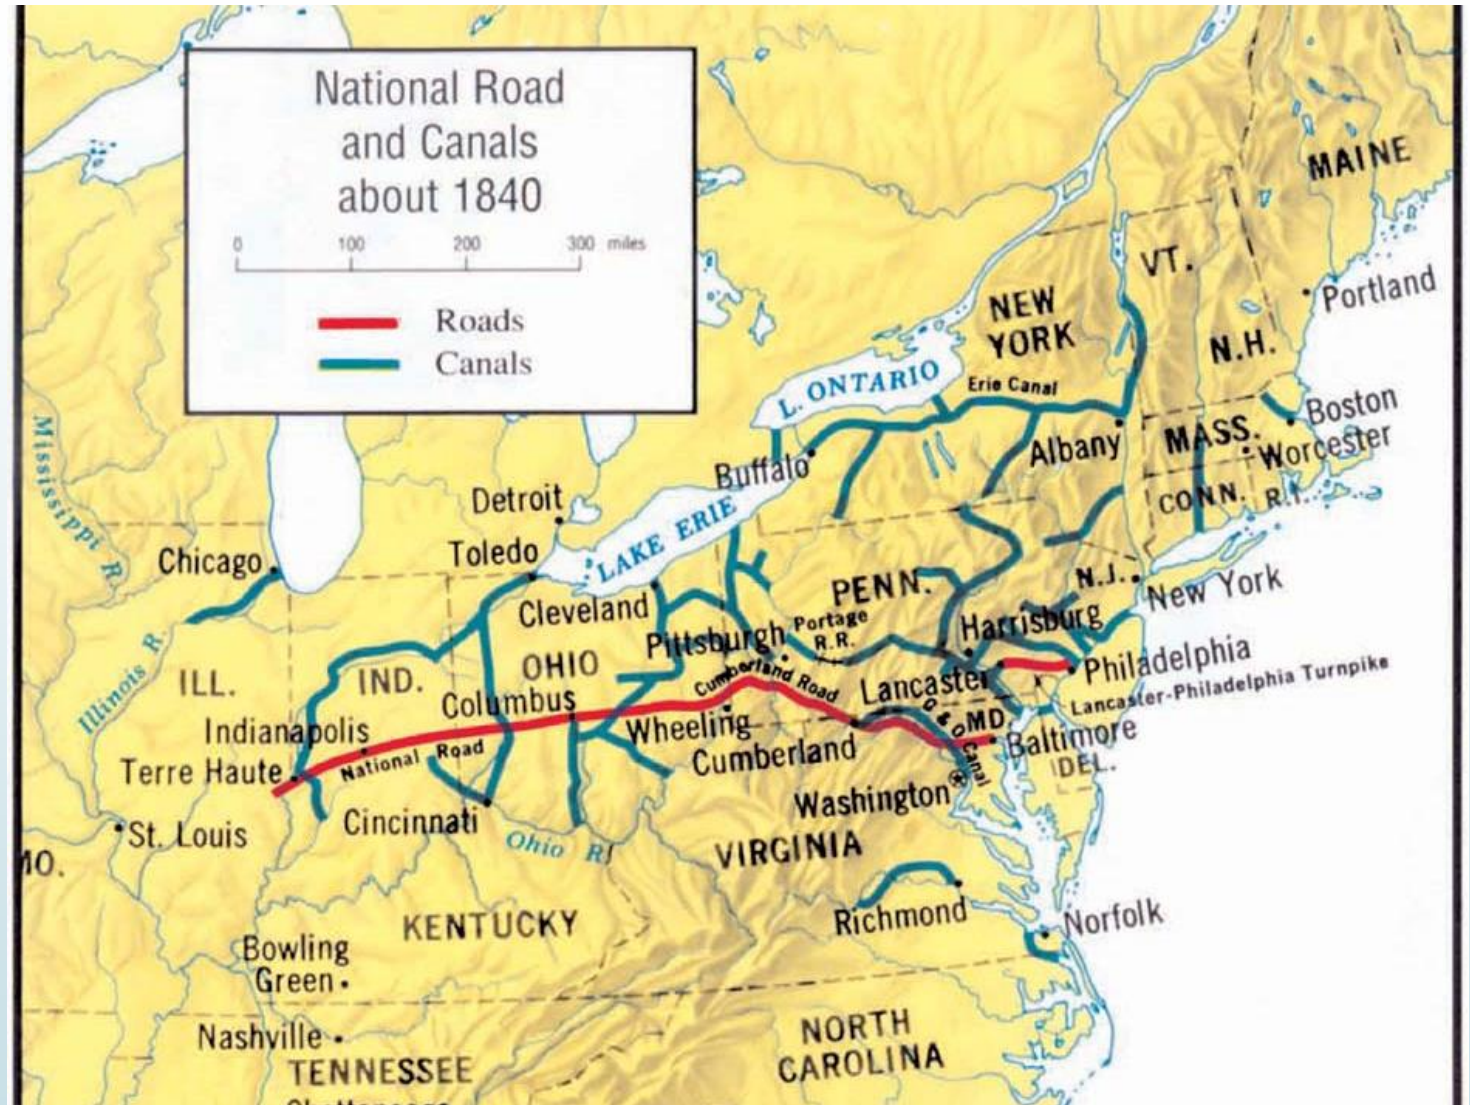 National Road
and Canals
about 1840
0 100 200 300 miles
Roads
Canals
MAINE
VT.
Portland
NEW
YORK
N.H.
L. ONTARIO
Erie Canal
Boston
Albany
MASS.
Worcester
Buffalo
CONN.
R.I.
Mississippi R.
Detroit
LAKE ERIE
Chicago
Toledo
PENN.
N.J.
New York
Cleveland
Portage
R.R.
Harrisburg
Pittsburgh
Illinois R.
ILL.
IND.
OHIO
Cumberland Road
Lancaster
Philadelphia
Lancaster-Philadelphia Turnpike
Columbus
Indianapolis
Wheeling
C & O Canal
MD.
Baltimore
National Road
Cumberland
DEL.
Terre Haute
Washington
Cincinnati
St. Louis
Ohio R.
VIRGINIA
MO.
Richmond
Norfolk
KENTUCKY
Bowling
Green
Nashville
NORTH
CAROLINA
TENNESSEE